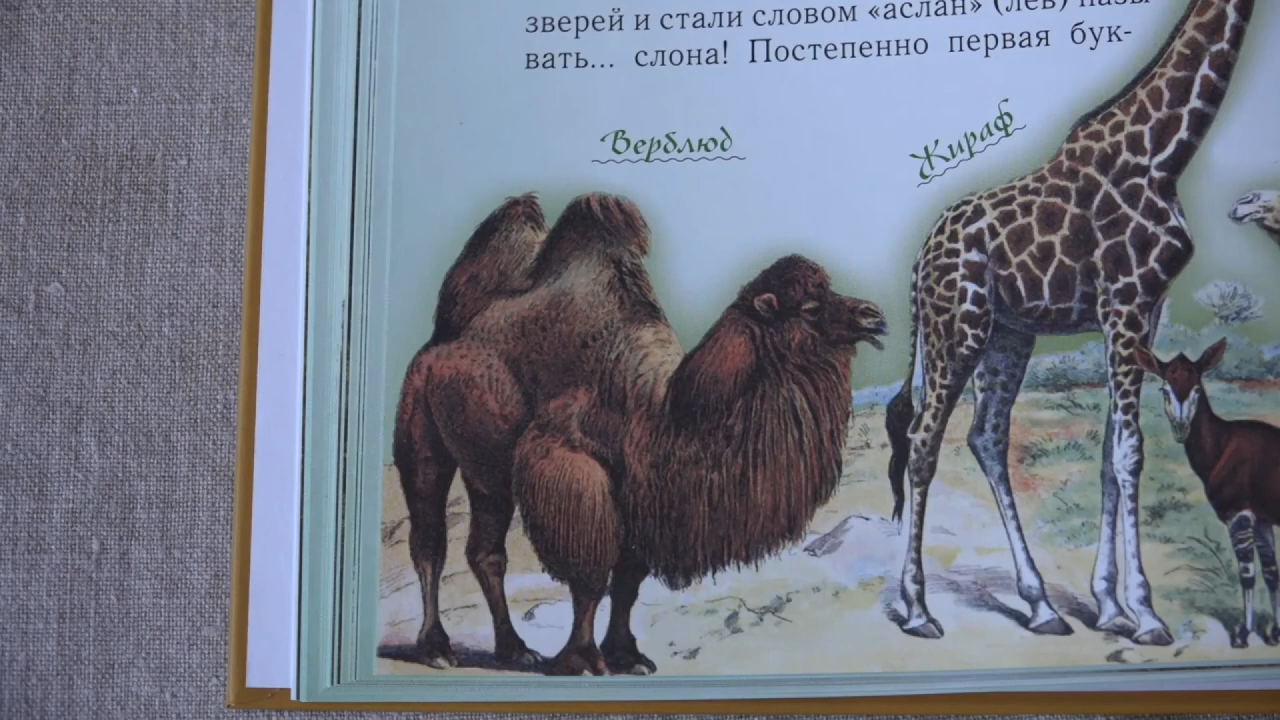 зверей и стали словом «аслан» (лев) назы-
вать... слона! Постепенно первая бук-
Верблюд
Жираф